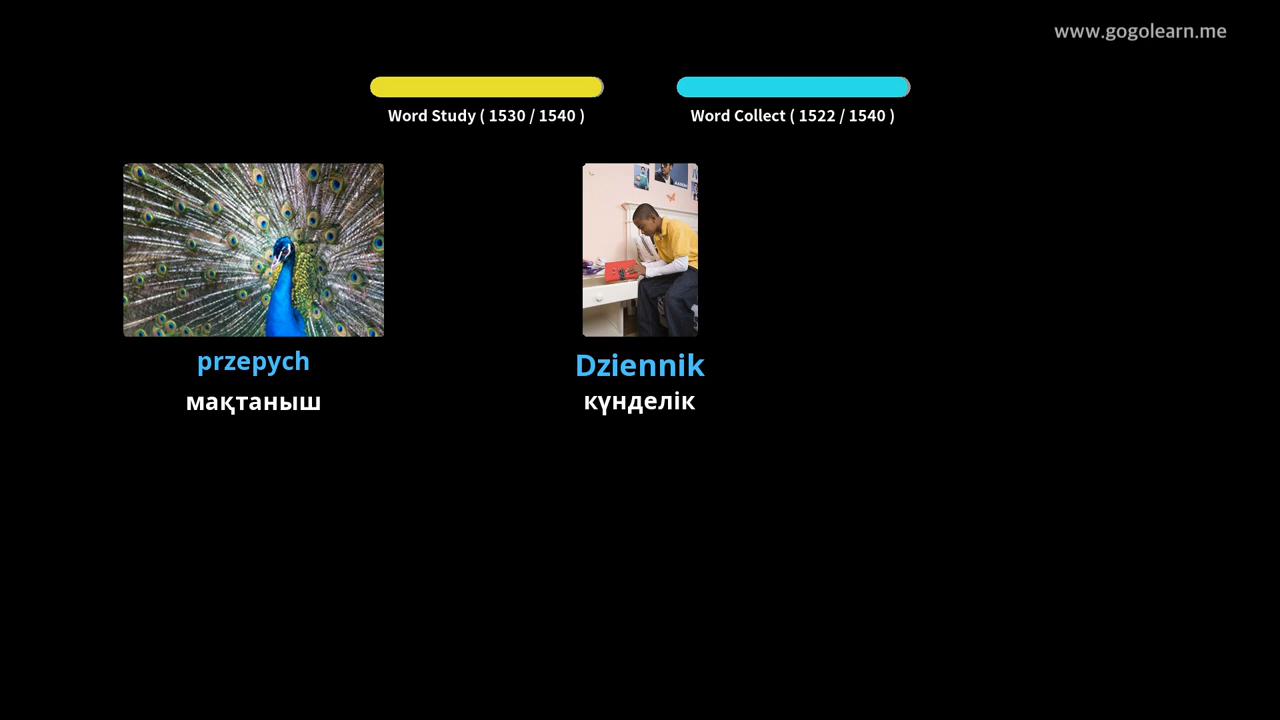 www.gogolearn.me
Word Study ( 1530 / 1540 )
Word Collect ( 1522 / 1540 )
przepych
Dziennik
мақтаныш
күнделік